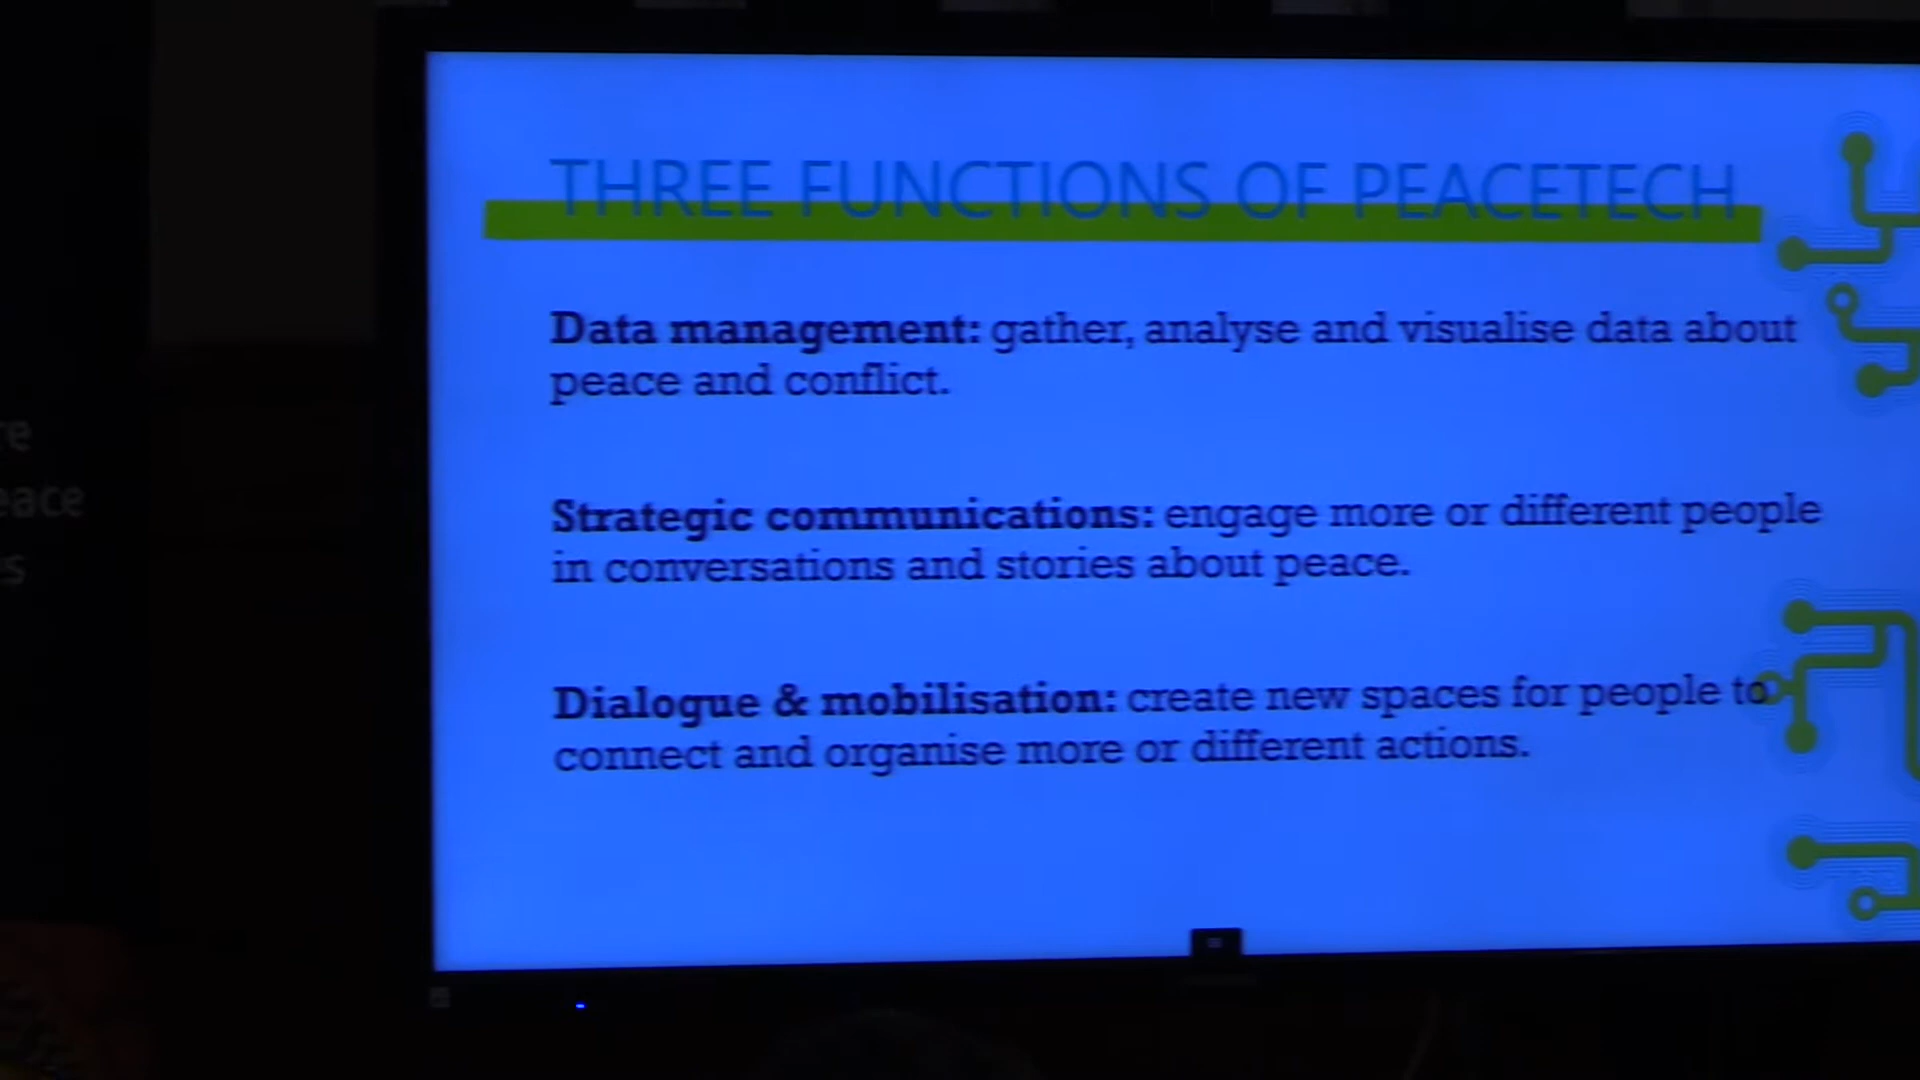 THREE FUNCTIONS OF PEACETECH
Data management: gather, analyse and visualise data about
peace and conflict.
Strategic communications: engage more or different people
in conversations and stories about peace.
Dialogue & mobilisation: create new spaces for people to
connect and organise more or different actions.